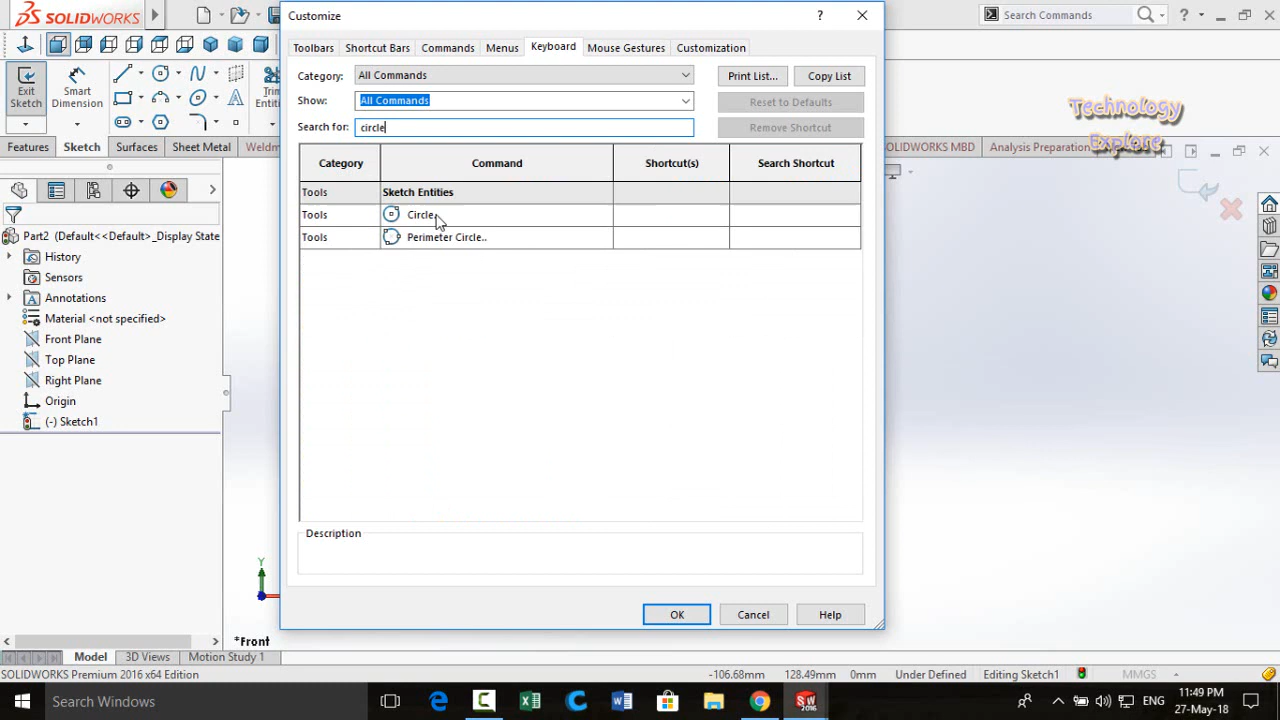 SOLIDWORKS
Customize
?
Search Commands
?
Toolbars
Shortcut Bars
Commands
Menus
Keyboard
Mouse Gestures
Customization
Category:
All Commands
Print List...
Copy List
Show:
All Commands
Reset to Defaults
Search for:
circle
Remove Shortcut
Exit
Sketch
Smart
Dimension
Trim
Entities
Technology
Explore
Features
Sketch
Surfaces
Sheet Metal
SOLIDWORKS MBD
Category
Command
Shortcut(s)
Search Shortcut
Tools
Sketch Entities
Tools
Circle..
Tools
Perimeter Circle..
Part2 (Default<<Default>_Display State
History
Sensors
Annotations
Material <not specified>
Front Plane
Top Plane
Right Plane
Origin
(-) Sketch1
Description
Y
OK
Cancel
Help
*Front
Model
3D Views
Motion Study 1
SOLIDWORKS Premium 2016 x64 Edition
-106.68mm
128.49mm
0mm
Under Defined
Editing Sketch1
MMGS
Search Windows
ENG
11:49 PM
27-May-18